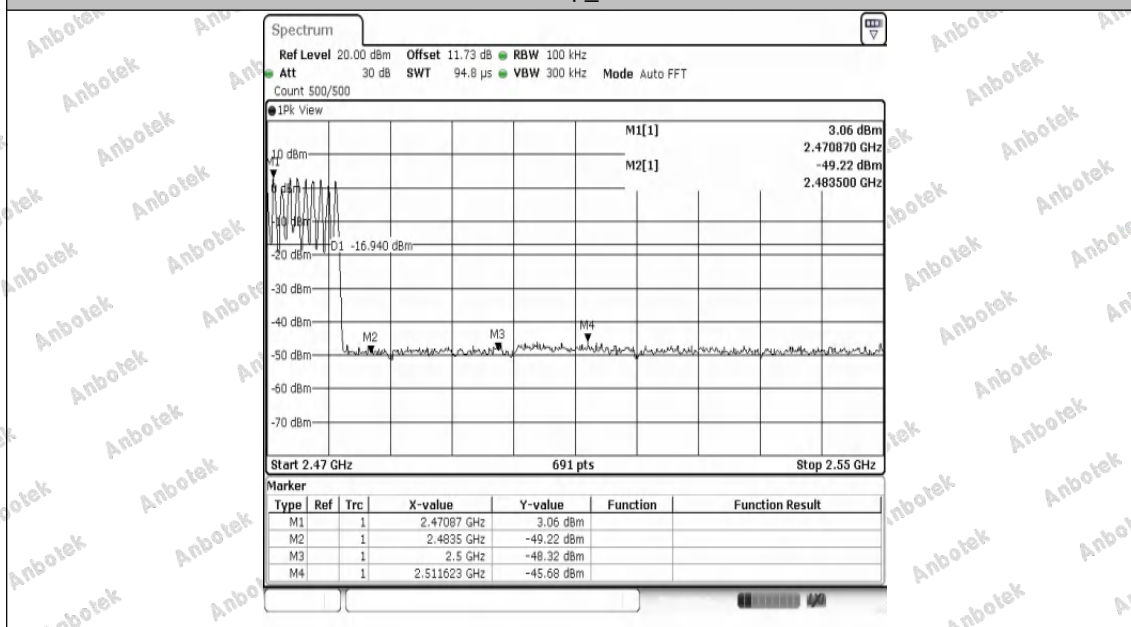 Spectrum
Ref Level 20.00 dBm Offset 11.73 dB RBW 100 kHz
Att 30 dB SWT 94.8 µs VBW 300 kHz Mode Auto FFT
Count 500/500
1Pk View
M1[1] 3.06 dBm
2.470870 GHz
M2[1] -49.22 dBm
2.483500 GHz
10 dBm
M1
0 dBm
-10 dBm
D1 -16.940 dBm
-20 dBm
-30 dBm
-40 dBm
M2 M3 M4
-50 dBm
-60 dBm
-70 dBm
Start 2.47 GHz 691 pts Stop 2.55 GHz
Marker
Type Ref Trc X-value Y-value Function Function Result
M1 1 2.47087 GHz 3.06 dBm
M2 1 2.4835 GHz -49.22 dBm
M3 1 2.5 GHz -48.32 dBm
M4 1 2.511623 GHz -45.68 dBm
Anbotek